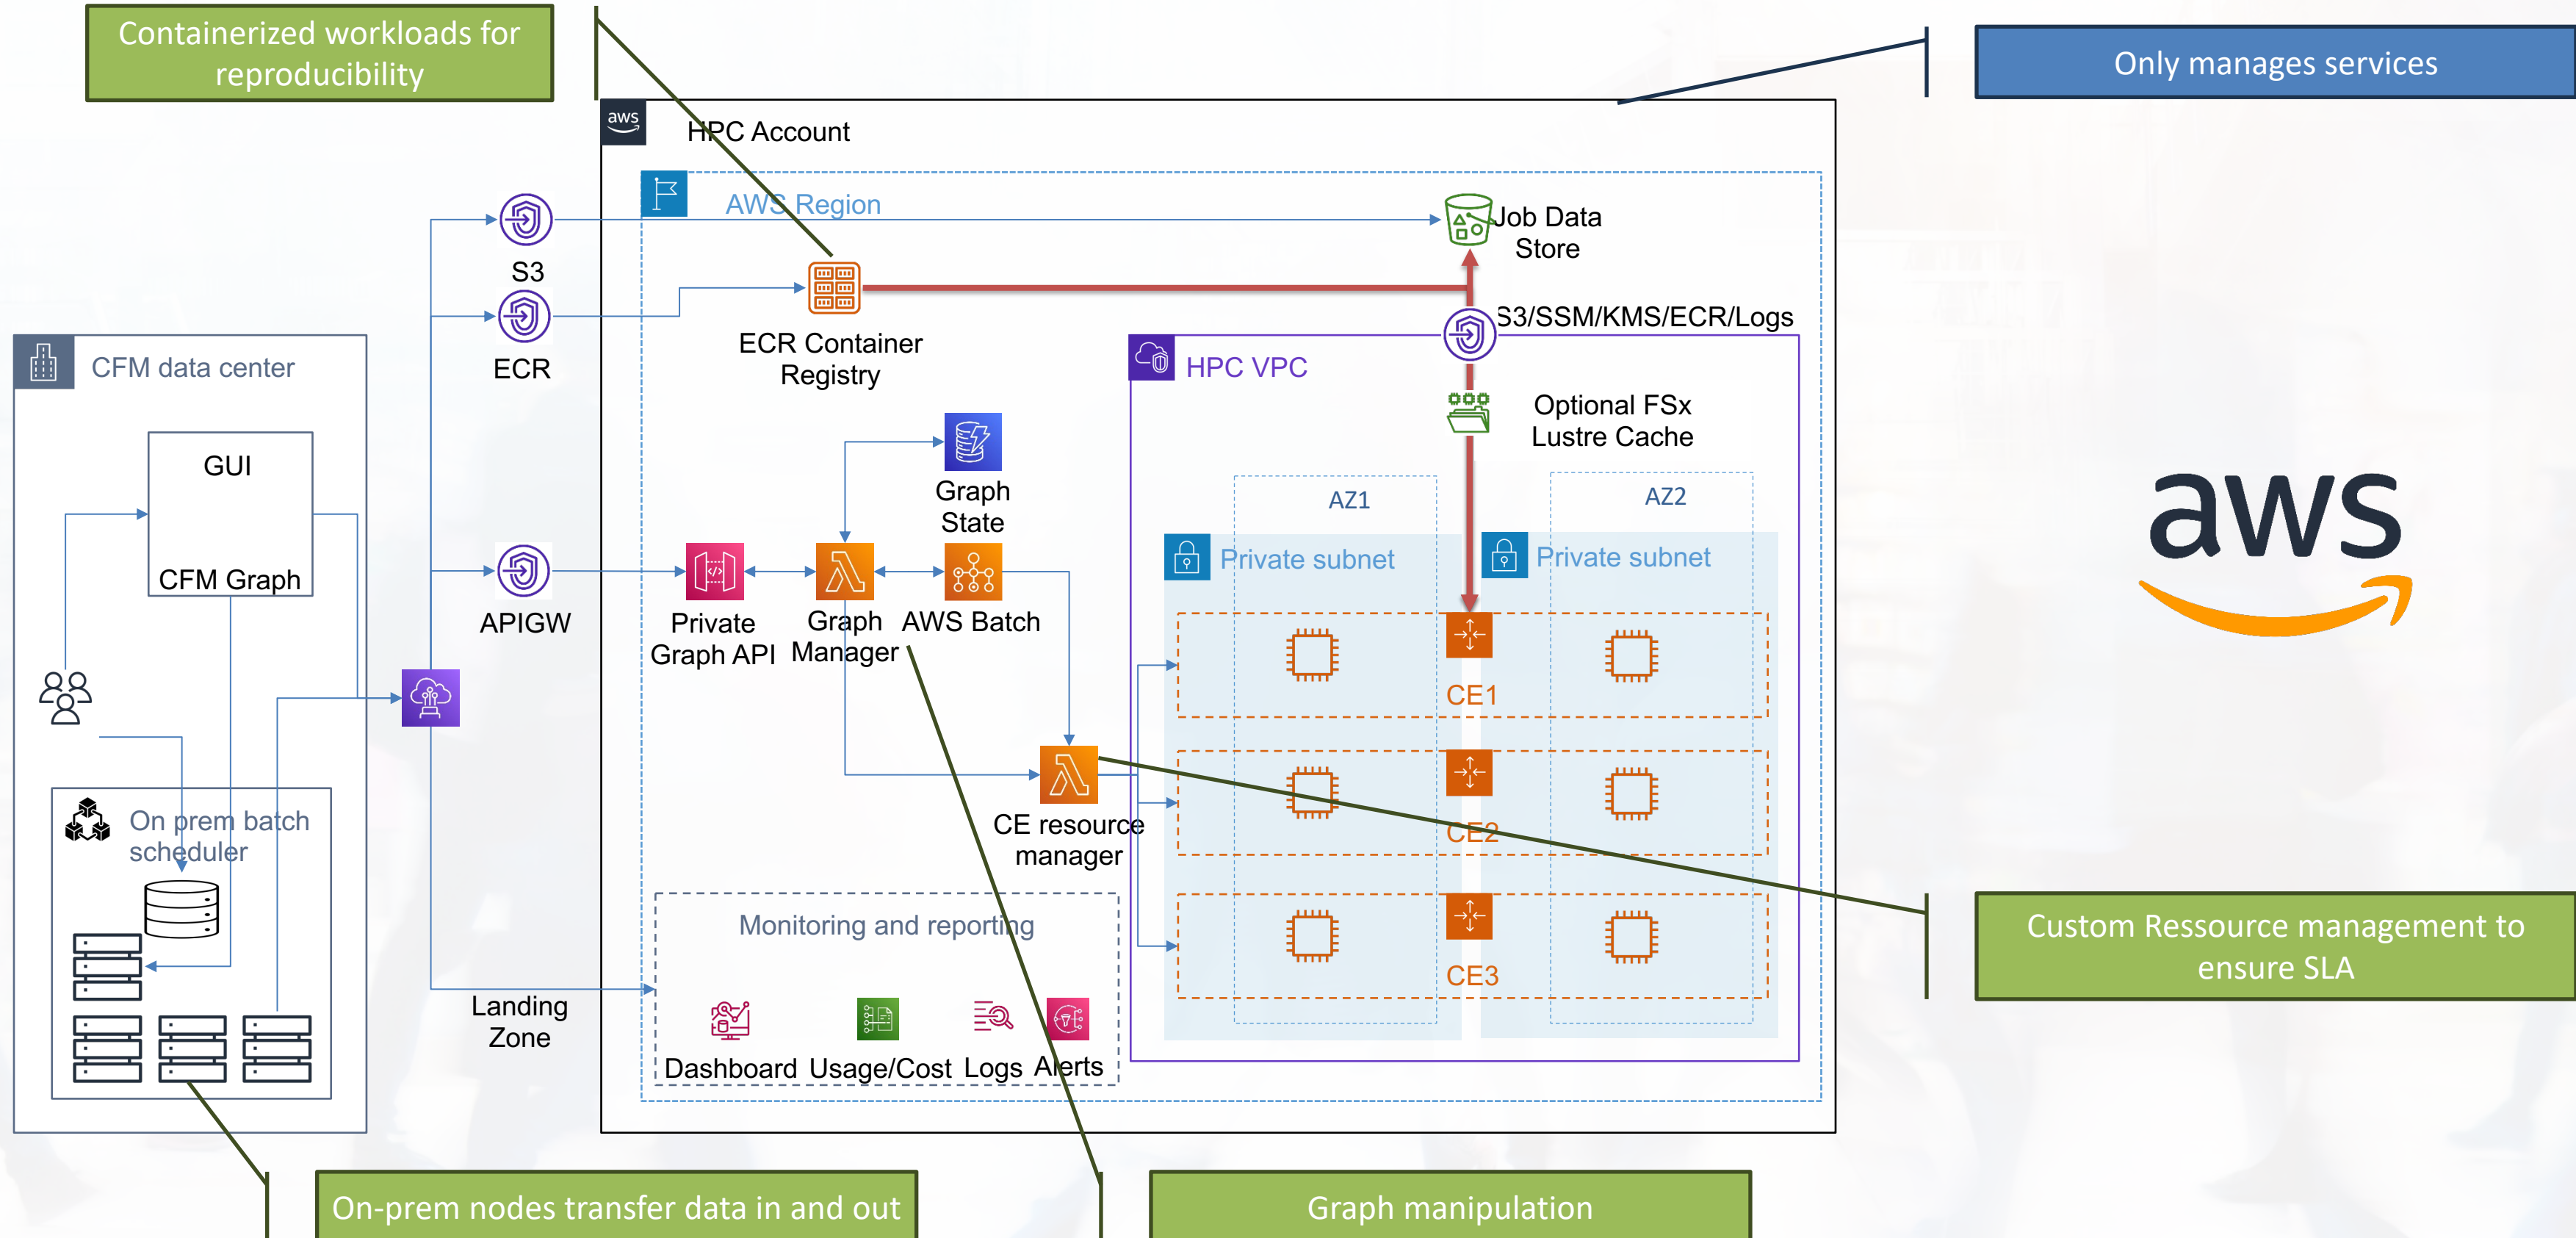 Containerized workloads for
reproducibility
Only manages services
aws
HPC Account
AWS Region
Job Data
Store
S3
ECR Container
Registry
S3/SSM/KMS/ECR/Logs
ECR
CFM data center
HPC VPC
Optional FSx
Lustre Cache
GUI
CFM Graph
Graph
State
AZ1
AZ2
aws
Private subnet
Private subnet
APIGW
Private
Graph API
Graph
Manager
AWS Batch
CE1
CE resource
manager
CE2
On prem batch
scheduler
Monitoring and reporting
CE3
Custom Ressource management to
ensure SLA
Landing
Zone
Dashboard
Usage/Cost
Logs
Alerts
On-prem nodes transfer data in and out
Graph manipulation